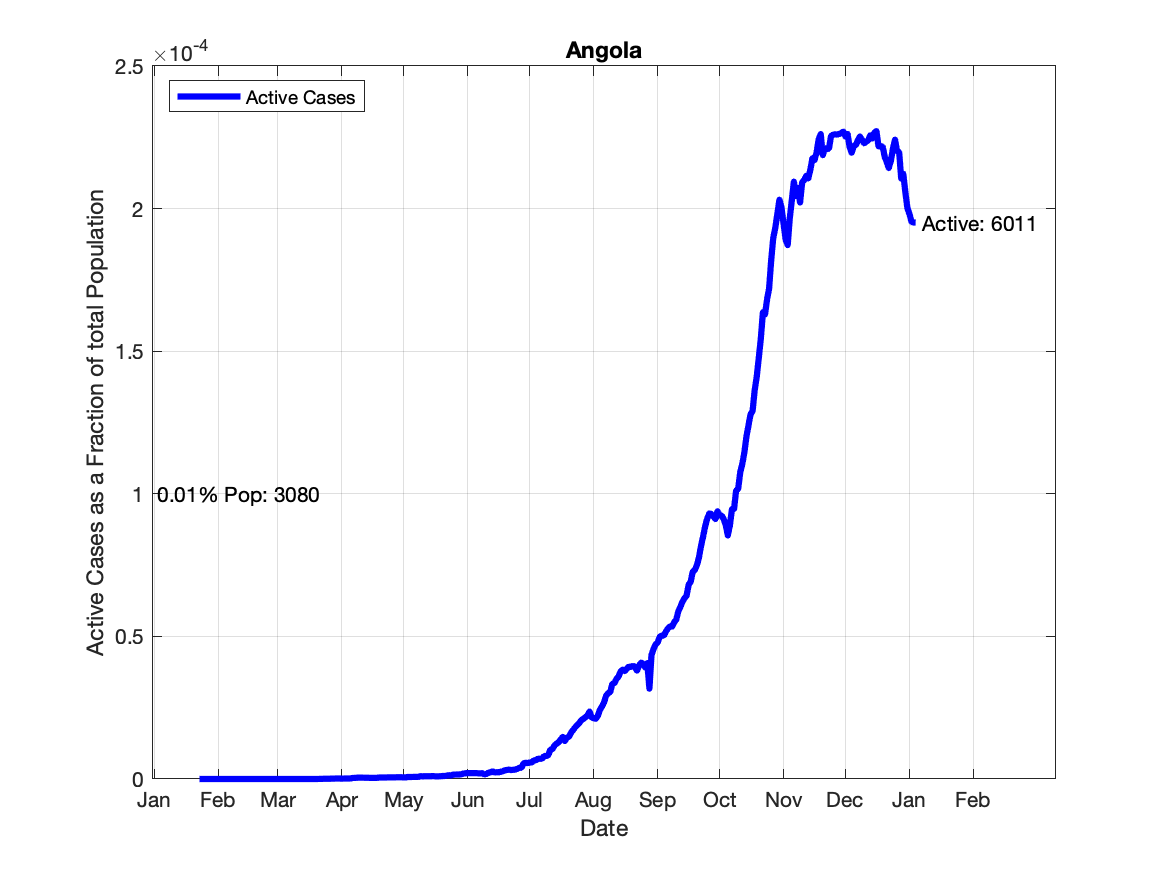 Angola
×10-4
Active Cases
2.5
2
1.5
1
0.5
0
Active Cases as a Fraction of total Population
Active: 6011
0.01% Pop: 3080
Jan Feb Mar Apr May Jun Jul Aug Sep Oct Nov Dec Jan Feb
Date